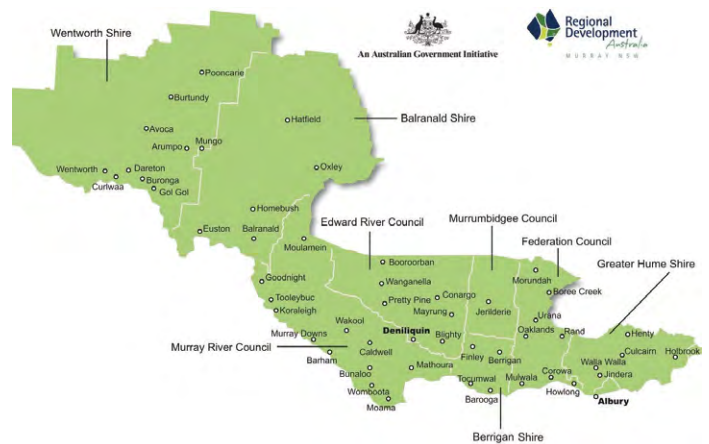 Wentworth Shire
An Australian Government Initiative
Regional
Development
Australia
MURRAY NSW
Pooncarie
Burtundy
Hatfield
Balranald Shire
Avoca
Arumpo
Mungo
Wentworth
Dareton
Oxley
Curlwaa
Buronga
Gol Gol
Homebush
Edward River Council
Murrumbidgee Council
Euston
Balranald
Moulamein
Federation Council
Greater Hume Shire
Booroorban
Morundah
Goodnight
Wanganella
Boree Creek
Tooleybuc
Pretty Pine
Conargo
Jerilderie
Koraleigh
Mayrung
Urana
Wakool
Deniliquin
Oaklands
Rand
Henty
Murray Downs
Blighty
Murray River Council
Caldwell
Finley
Berrigan
Culcairn
Holbrook
Barham
Walla Walla
Bunaloo
Mathoura
Jindera
Tocumwal
Mulwala
Corowa
Womboota
Barooga
Howlong
Moama
Albury
Berrigan Shire